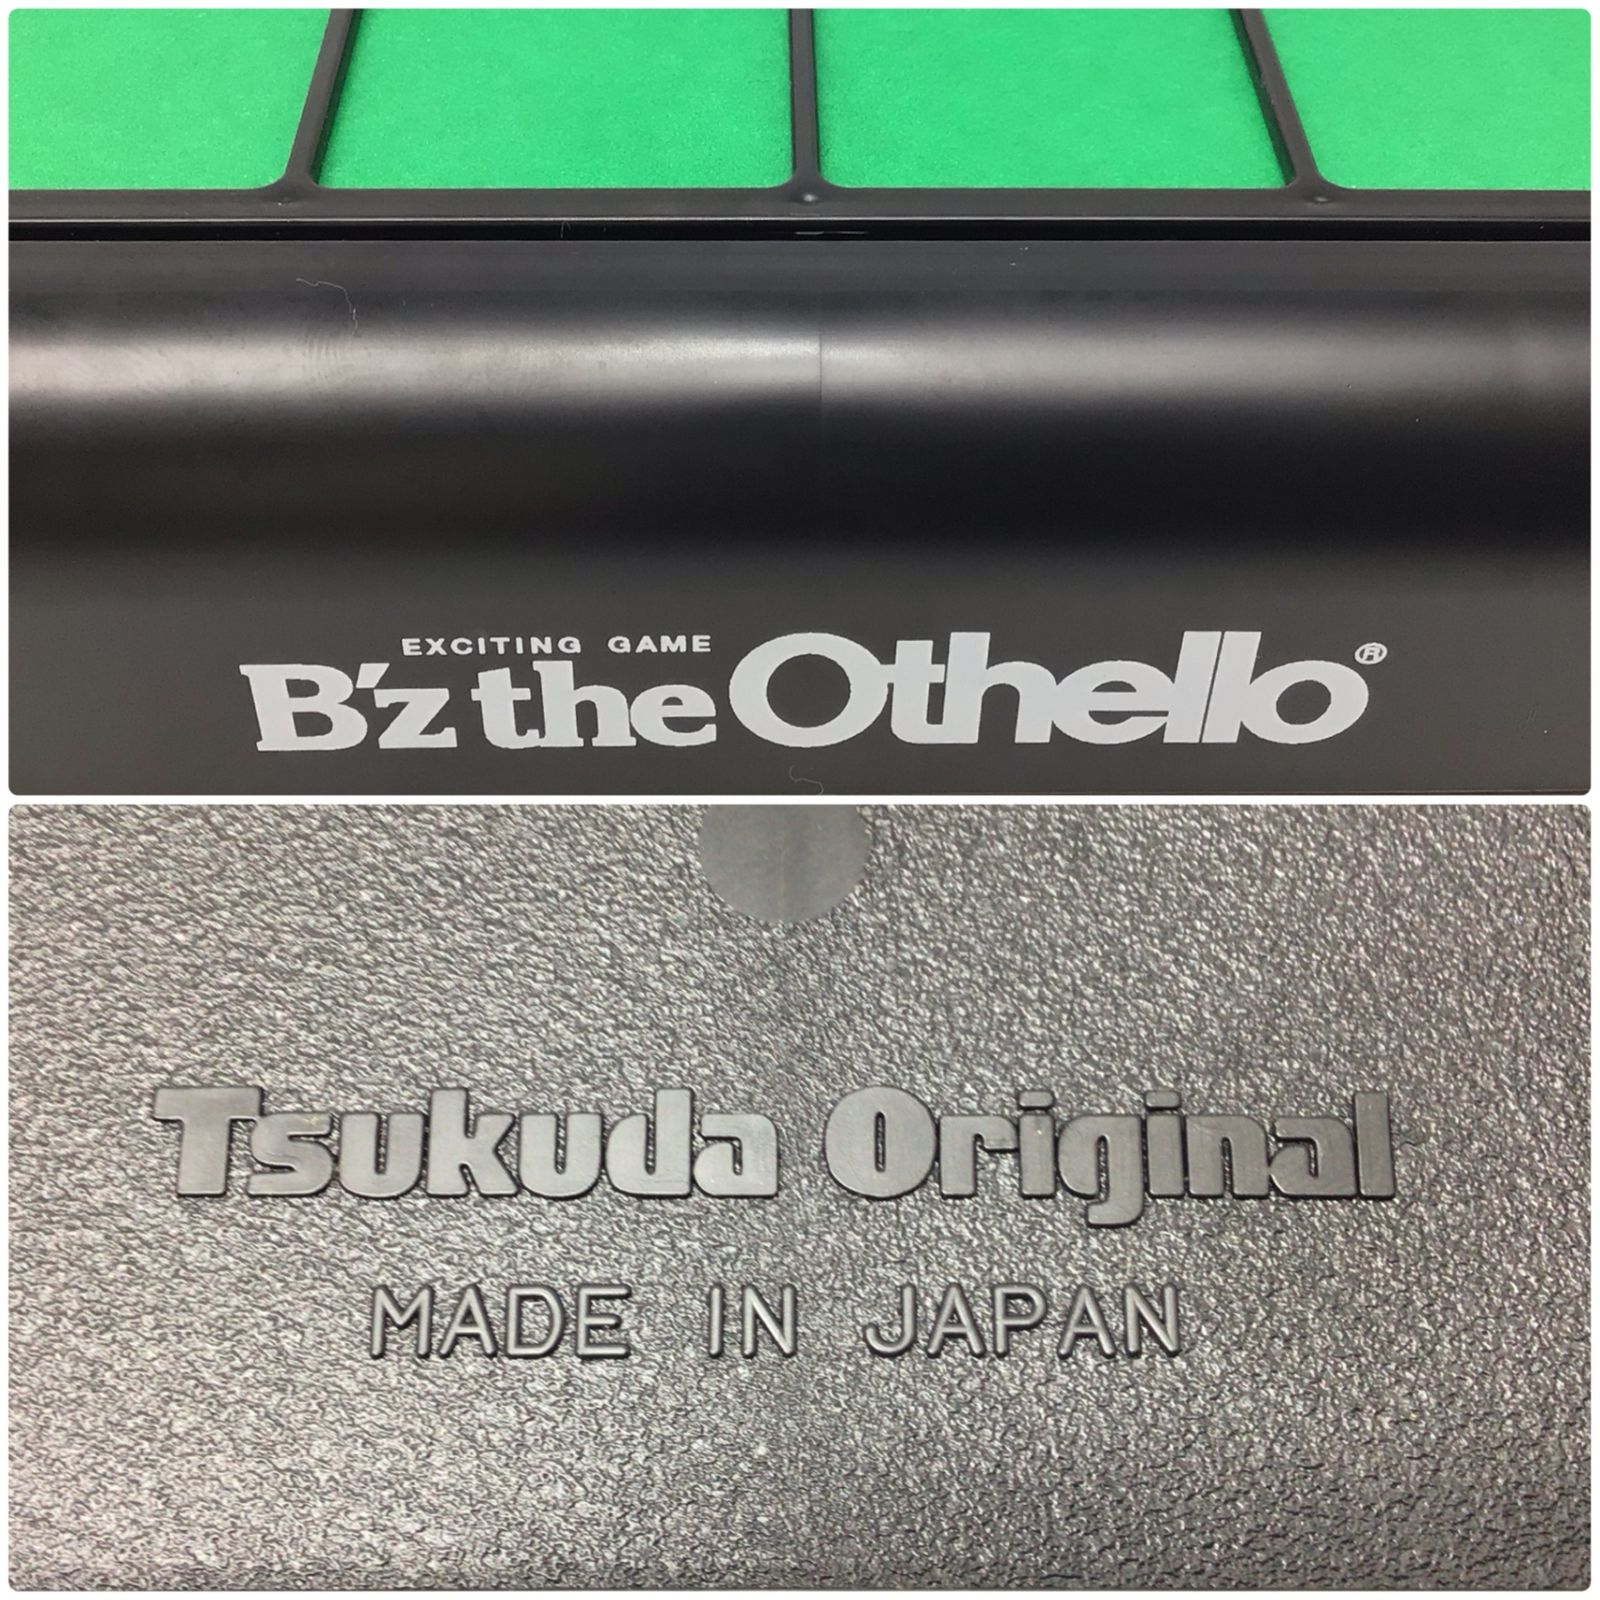 EXCITING GAME
B'z the Othello®
Tsukuda Original
MADE IN JAPAN